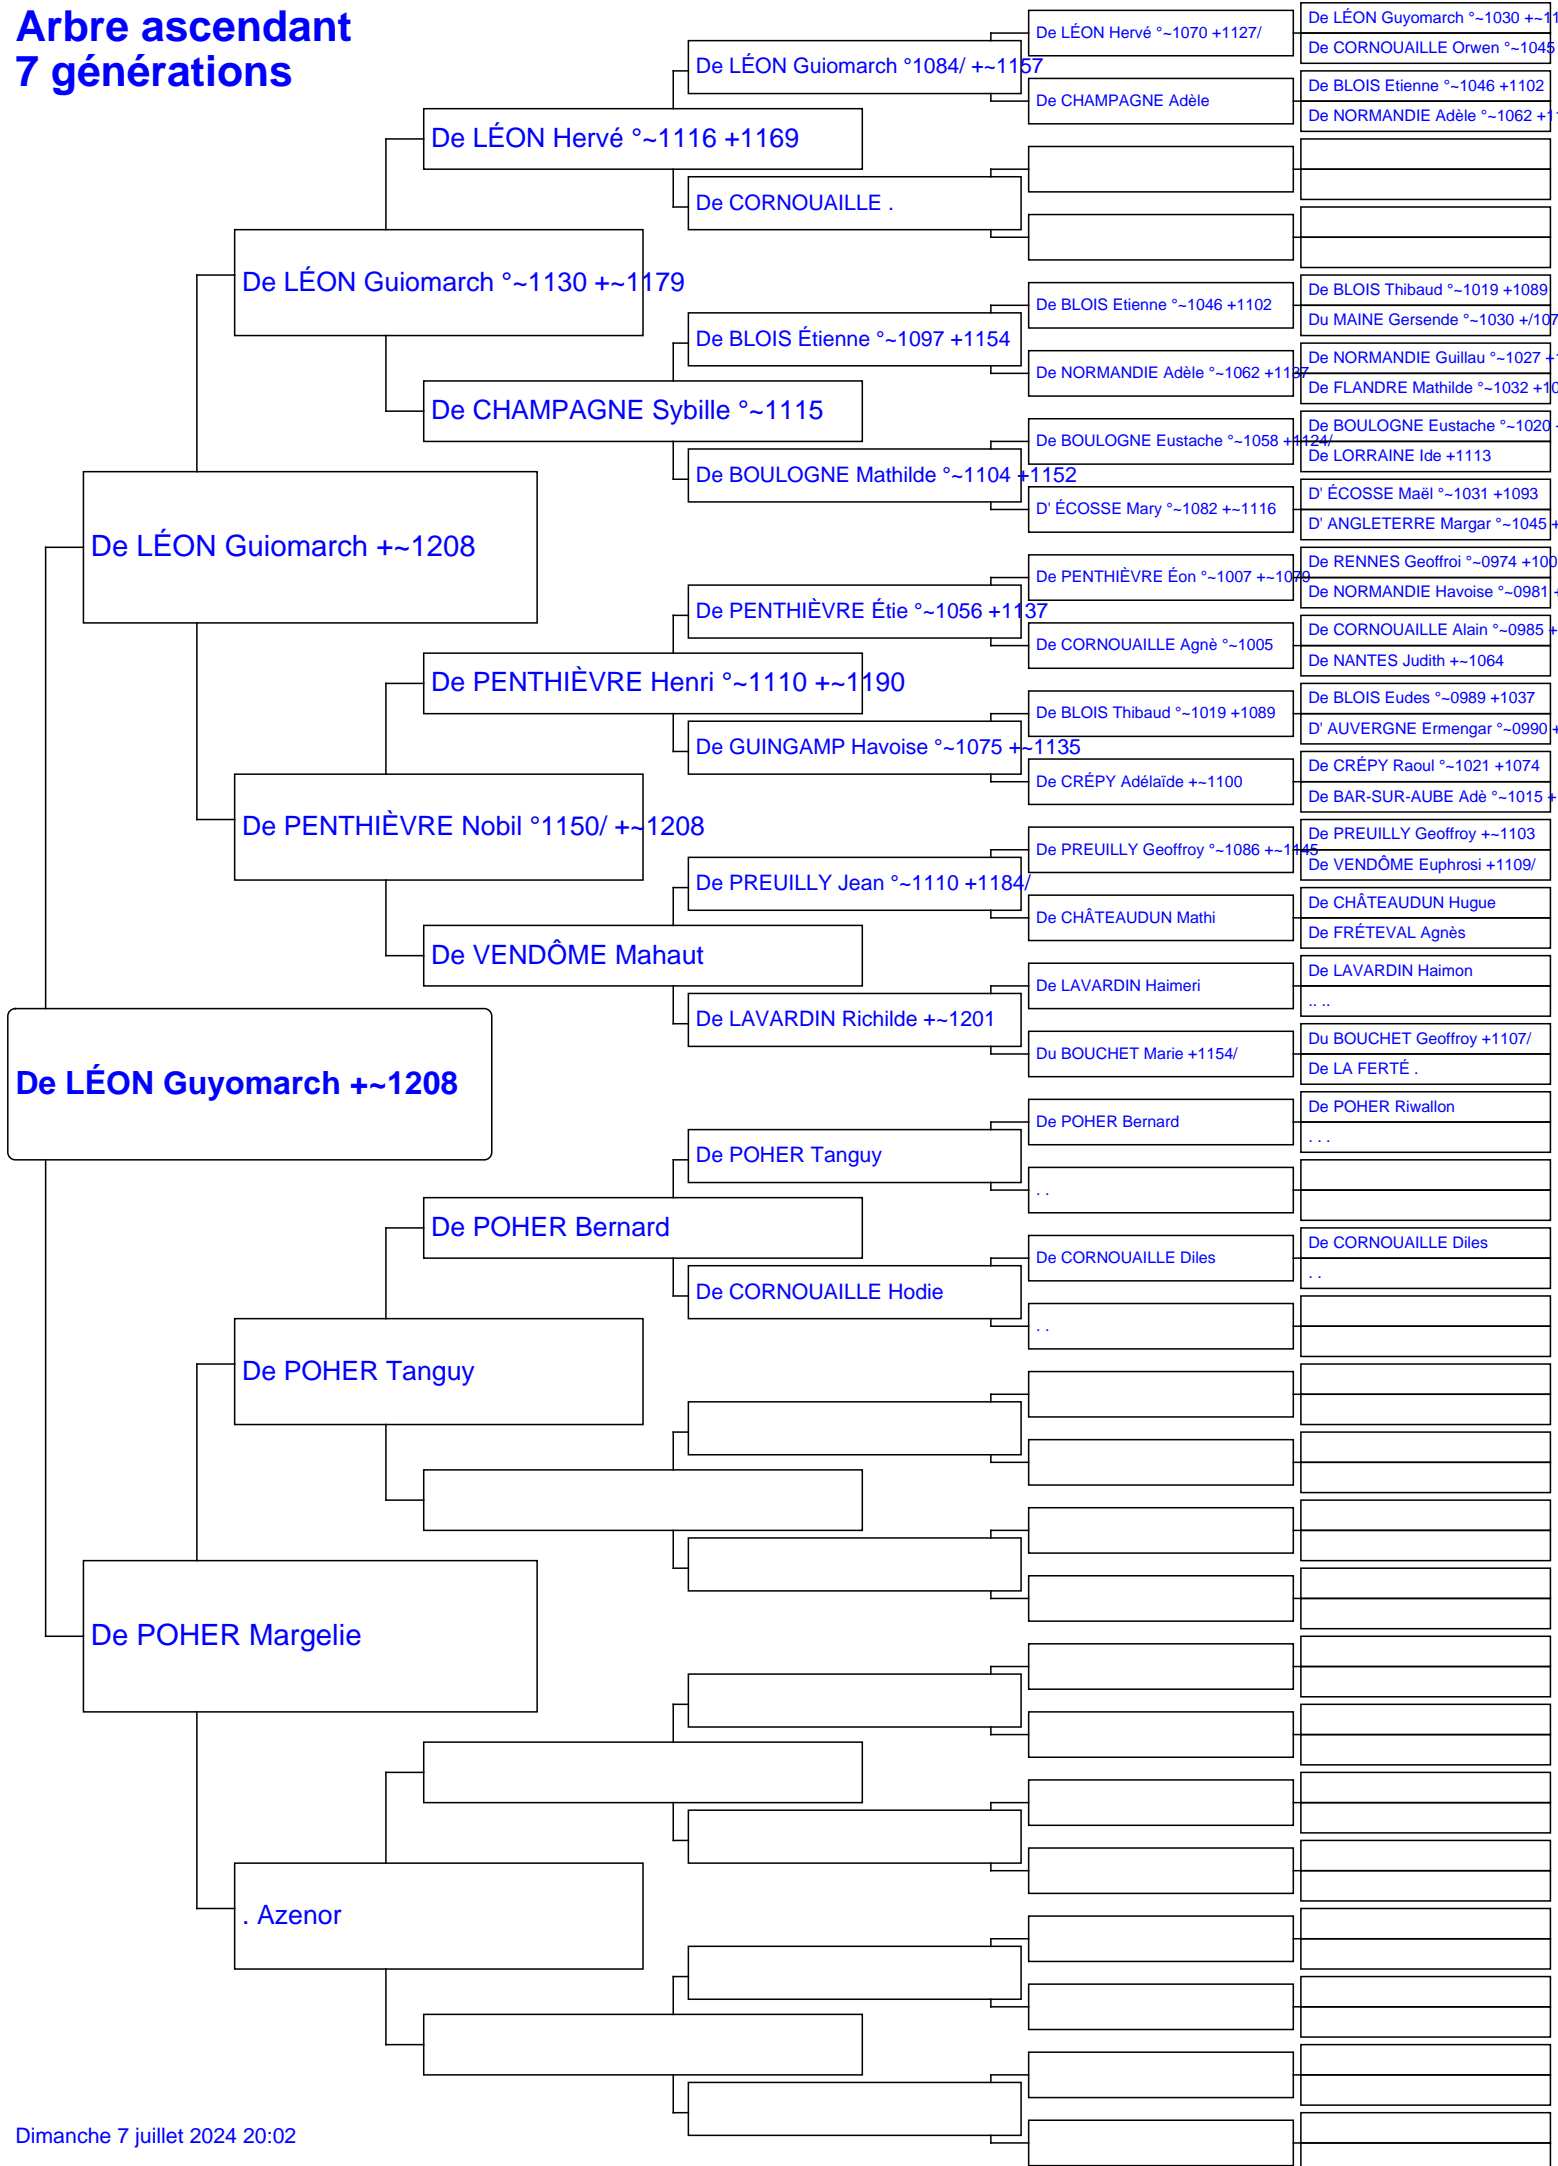 Arbre ascendant
7 générations
De LÉON Guyomarch +~1208
De LÉON Guiomarch +~1208
De POHER Margelie
De LÉON Guiomarch °~1130 +~1179
De PENTHIÈVRE Nobil °1150/ +~1208
De POHER Tanguy
. Azenor
De LÉON Hervé °~1116 +1169
De CHAMPAGNE Sybille °~1115
De PENTHIÈVRE Henri °~1110 +~1190
De VENDÔME Mahaut
De POHER Bernard
De LÉON Guiomarch °1084/ +~1157
De CORNOUAILLE .
De BLOIS Étienne °~1097 +1154
De BOULOGNE Mathilde °~1104 +1152
De PENTHIÈVRE Étie °~1056 +1137
De GUINGAMP Havoise °~1075 +~1135
De PREUILLY Jean °~1110 +1184/
De LAVARDIN Richilde +~1201
De POHER Tanguy
De CORNOUAILLE Hodie
De LÉON Hervé °~1070 +1127/
De CHAMPAGNE Adèle
De BLOIS Etienne °~1046 +1102
De NORMANDIE Adèle °~1062 +1137
De BOULOGNE Eustache °~1058 +1124/
D' ÉCOSSE Mary °~1082 +~1116
De PENTHIÈVRE Éon °~1007 +~1079
De CORNOUAILLE Agnè °~1005
De BLOIS Thibaud °~1019 +1089
De CRÉPY Adélaïde +~1100
De PREUILLY Geoffroy °~1086 +~1145
De CHÂTEAUDUN Mathi
De LAVARDIN Haimeri
Du BOUCHET Marie +1154/
De POHER Bernard
. .
De CORNOUAILLE Diles
. .
De LÉON Guyomarch °~1030 +~11
De CORNOUAILLE Orwen °~1045
De BLOIS Etienne °~1046 +1102
De NORMANDIE Adèle °~1062 +11
De BLOIS Thibaud °~1019 +1089
Du MAINE Gersende °~1030 +/107
De NORMANDIE Guillau °~1027 +1
De FLANDRE Mathilde °~1032 +10
De BOULOGNE Eustache °~1020 +
De LORRAINE Ide +1113
D' ÉCOSSE Maël °~1031 +1093
D' ANGLETERRE Margar °~1045 +
De RENNES Geoffroi °~0974 +100
De NORMANDIE Havoise °~0981 +
De CORNOUAILLE Alain °~0985 +
De NANTES Judith +~1064
De BLOIS Eudes °~0989 +1037
D' AUVERGNE Ermengar °~0990 +
De CRÉPY Raoul °~1021 +1074
De BAR-SUR-AUBE Adè °~1015 +
De PREUILLY Geoffroy +~1103
De VENDÔME Euphrosi +1109/
De CHÂTEAUDUN Hugue
De FRÉTEVAL Agnès
De LAVARDIN Haimon
.. ..
Du BOUCHET Geoffroy +1107/
De LA FERTÉ .
De POHER Riwallon
. . .
De CORNOUAILLE Diles
. .
Dimanche 7 juillet 2024 20:02